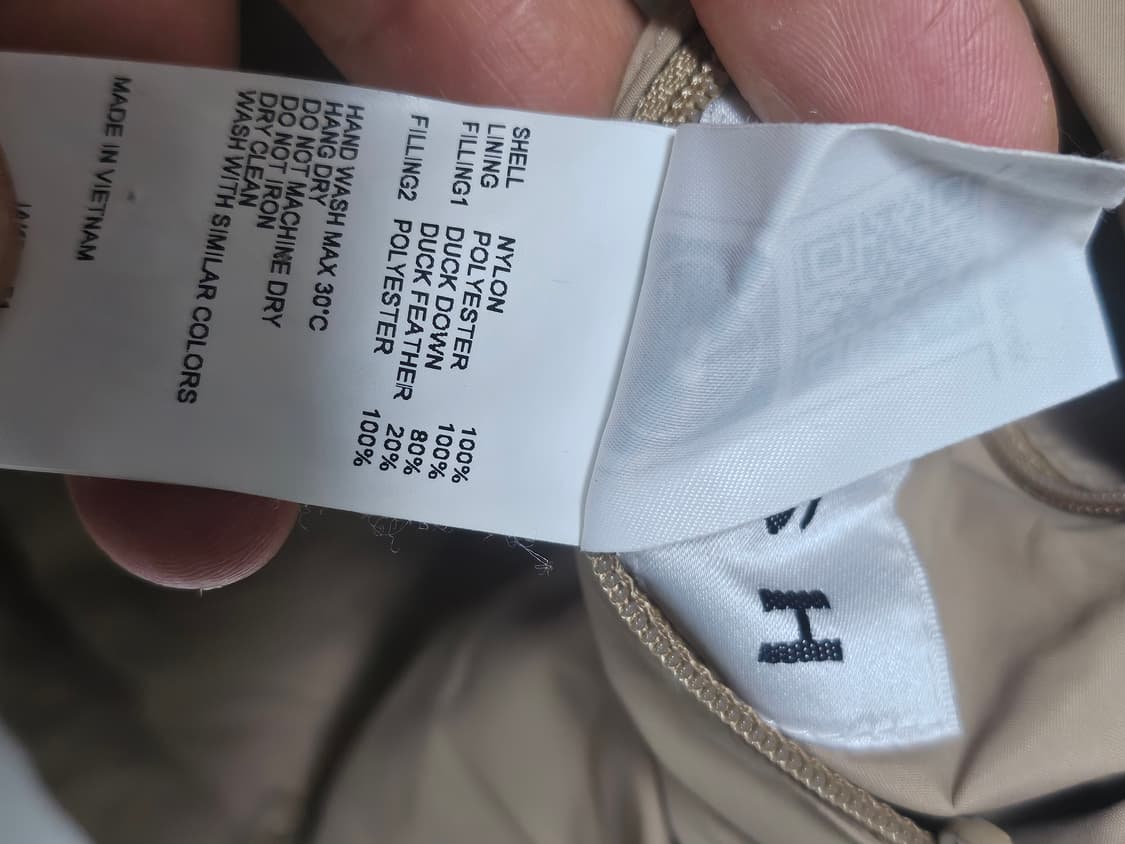 SHELL NYLON 100%
LINING POLYESTER 100%
FILLING1 DUCK DOWN 80%
DUCK FEATHER 20%
FILLING2 POLYESTER 100%
HAND WASH MAX 30°C
HANG DRY
DO NOT MACHINE DRY
DO NOT IRON
DRY CLEAN
WASH WITH SIMILAR COLORS
MADE IN VIETNAM
S H